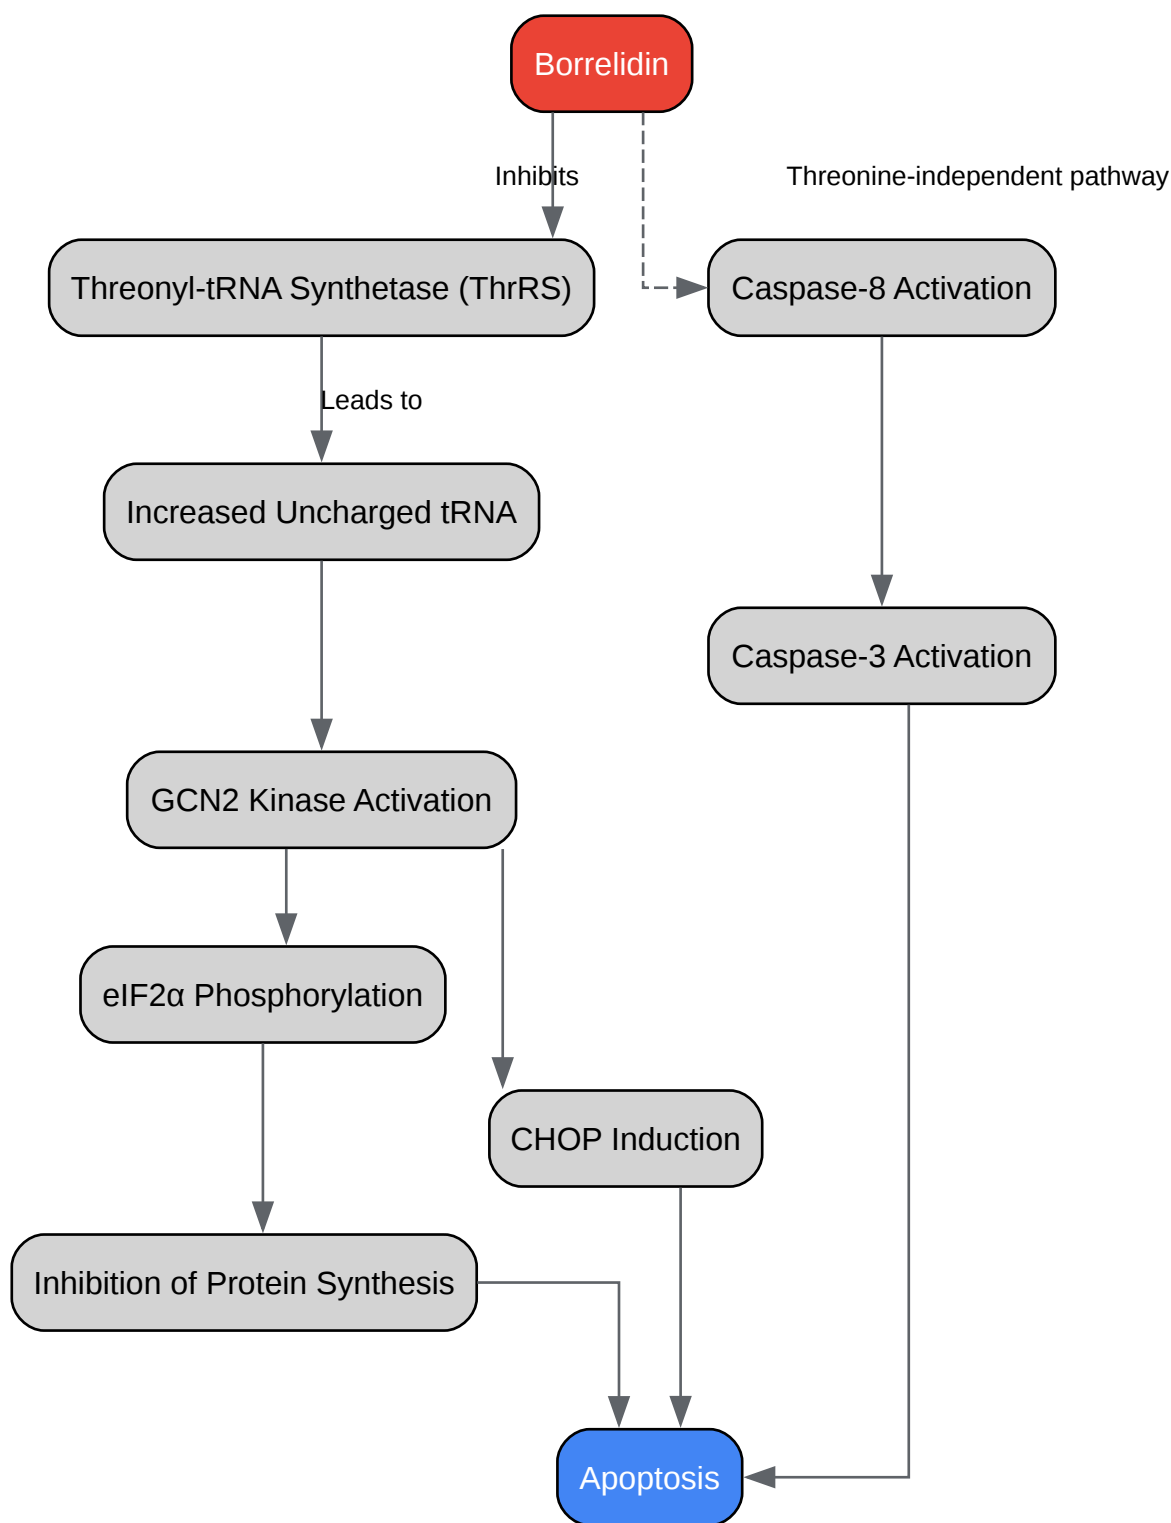 Borrelidin
Inhibits
Threonine-independent pathway
Threonyl-tRNA Synthetase (ThrRS)
Caspase-8 Activation
Leads to
Increased Uncharged tRNA
Caspase-3 Activation
GCN2 Kinase Activation
eIF2α Phosphorylation
CHOP Induction
Inhibition of Protein Synthesis
Apoptosis